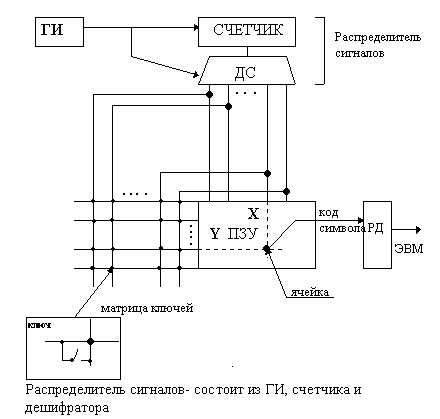 ГИ
СЧЕТЧИК
Распределитель
сигналов
ДС
. . .
. . . .
X
Y ПЗУ
код
символа
РД
ЭВМ
ячейка
матрица ключей
ключ
Распределитель сигналов- состоит из ГИ, счетчика и
дешифратора